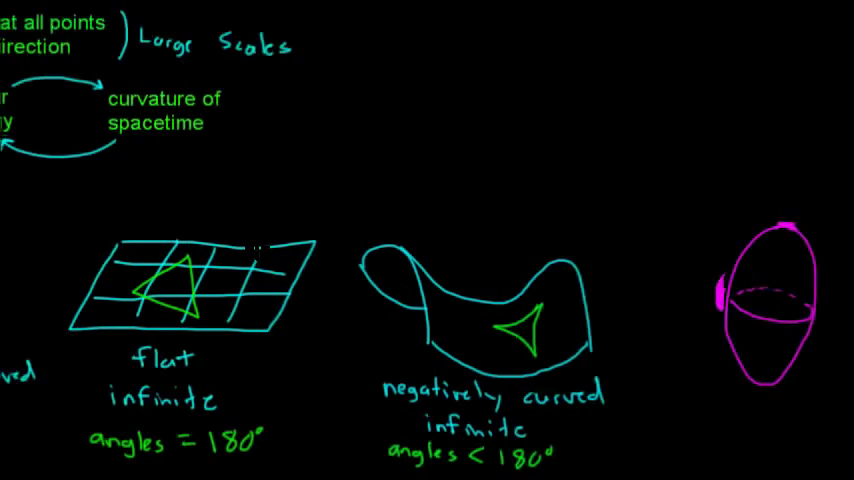 at all points
irection
Large Scales
r
gy
curvature of
spacetime
ved
flat
infinite
angles = 180°
negatively curved
infinite
angles < 180°